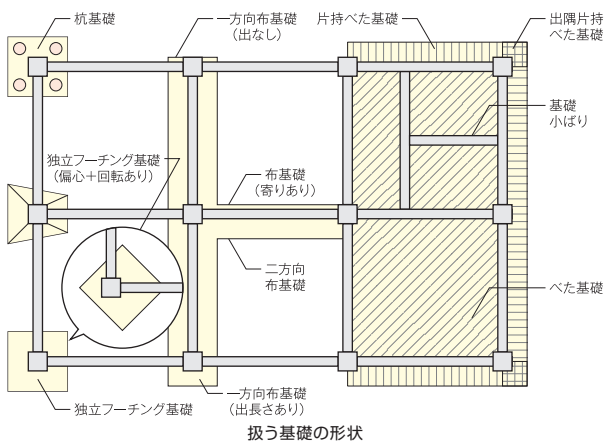 杭基礎
一方向布基礎
（出なし）
片持べた基礎
出隅片持
べた基礎
基礎
小ばり
独立フーチング基礎
（偏心＋回転あり）
布基礎
（寄りあり）
二方向
布基礎
べた基礎
独立フーチング基礎
一方向布基礎
（出長さあり）
扱う基礎の形状